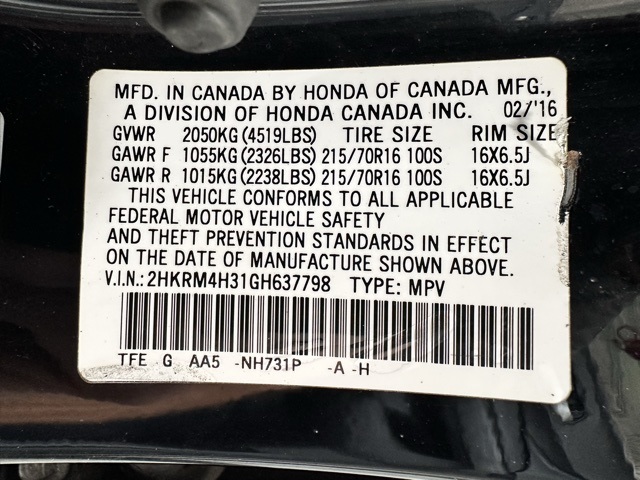 MFD. IN CANADA BY HONDA OF CANADA MFG.,
A DIVISION OF HONDA CANADA INC. 02/'16
GVWR 2050KG (4519LBS) TIRE SIZE RIM SIZE
GAWR F 1055KG (2326LBS) 215/70R16 100S 16X6.5J
GAWR R 1015KG (2238LBS) 215/70R16 100S 16X6.5J
THIS VEHICLE CONFORMS TO ALL APPLICABLE
FEDERAL MOTOR VEHICLE SAFETY
AND THEFT PREVENTION STANDARDS IN EFFECT
ON THE DATE OF MANUFACTURE SHOWN ABOVE.
V.I.N.: 2HKRM4H31GH637798 TYPE: MPV
TFE G AA5 -NH731P -A -H